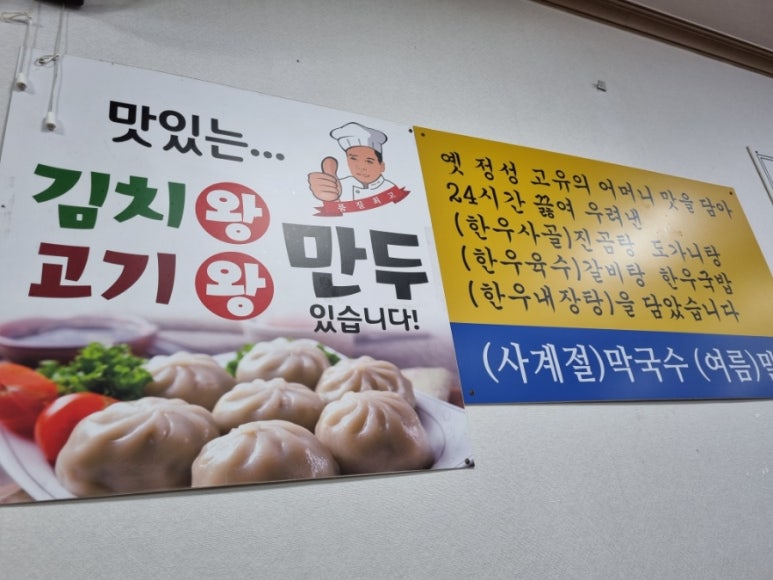 맛있는...
김치왕
고기왕
만두
있습니다!
품질최고
옛 정성 고유의 어머니 맛을 담아
24시간 끓여 우려낸
(한우사골)진곰탕 도가니탕
(한우육수)갈비탕 한우국밥
(한우내장탕)을 담았습니다
(사계절)막국수 (여름)